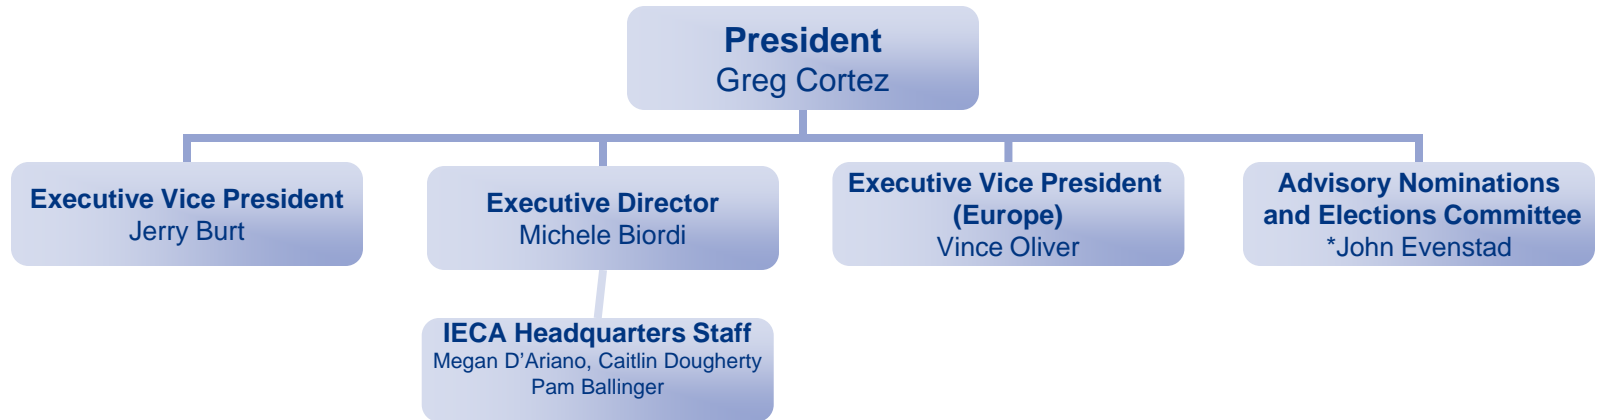 President
Greg Cortez
Executive Vice President
Jerry Burt
Executive Director
Michele Biordi
Executive Vice President
(Europe)
Vince Oliver
Advisory Nominations
and Elections Committee
*John Evenstad
IECA Headquarters Staff
Megan D’Ariano, Caitlin Dougherty
Pam Ballinger